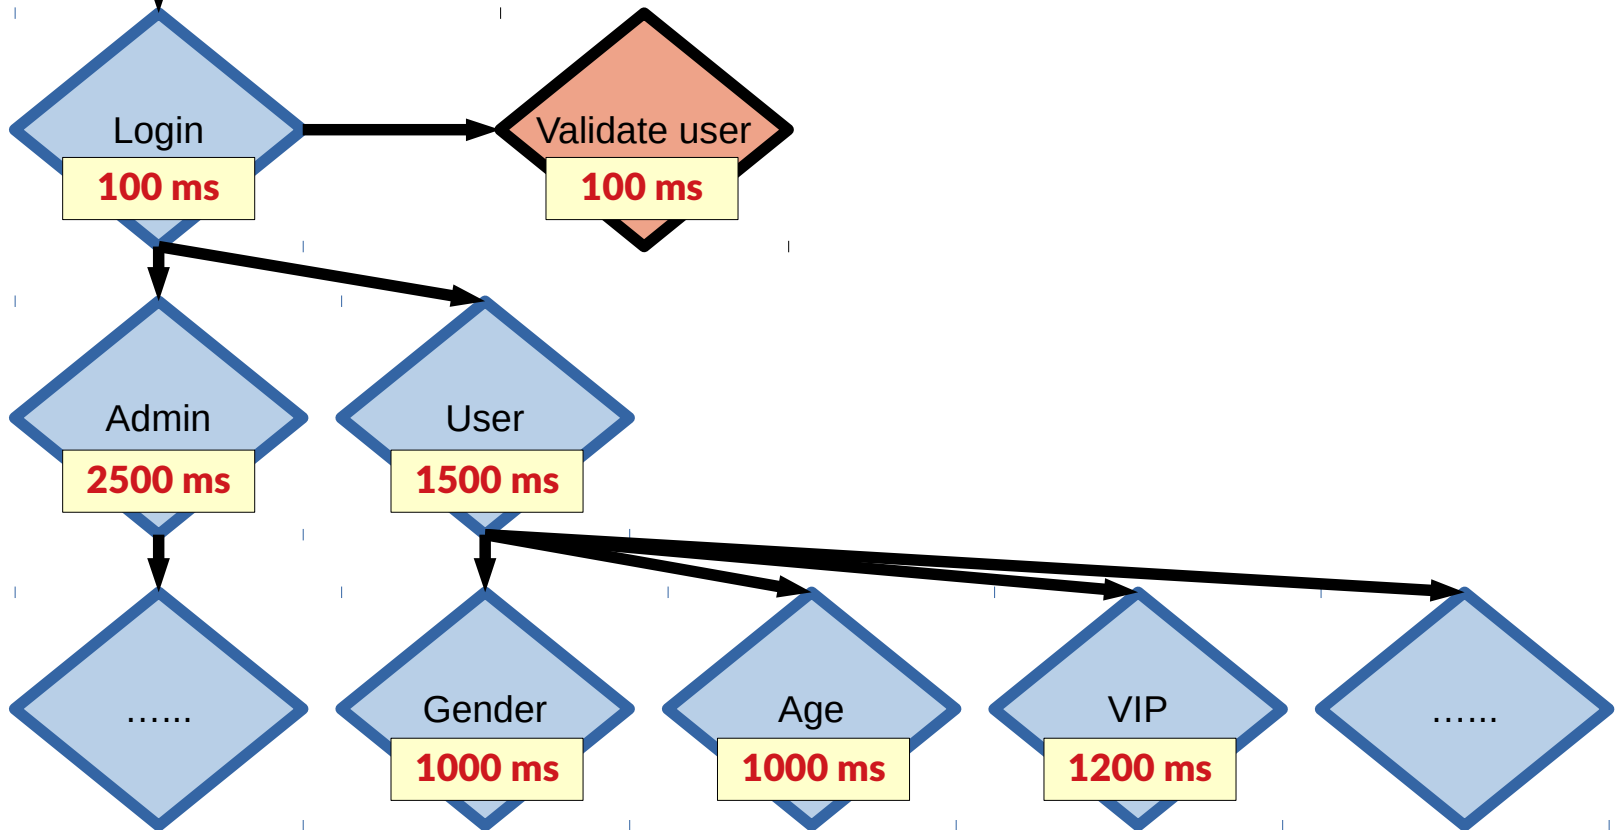 Login
100 ms
Validate user
100 ms
Admin
2500 ms
User
1500 ms
…...
Gender
1000 ms
Age
1000 ms
VIP
1200 ms
…...